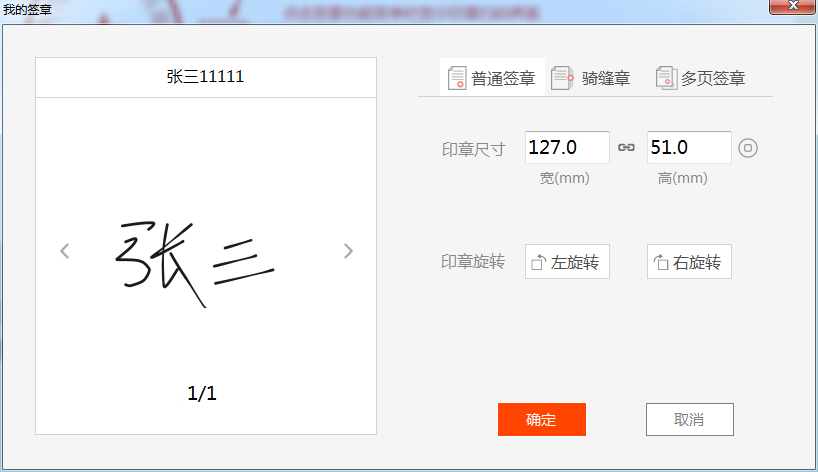 我的签章
张三11111
普通签章 骑缝章 多页签章
印章尺寸 127.0 51.0
宽(mm) 高(mm)
张三
印章旋转 左旋转 右旋转
1/1
确定 取消